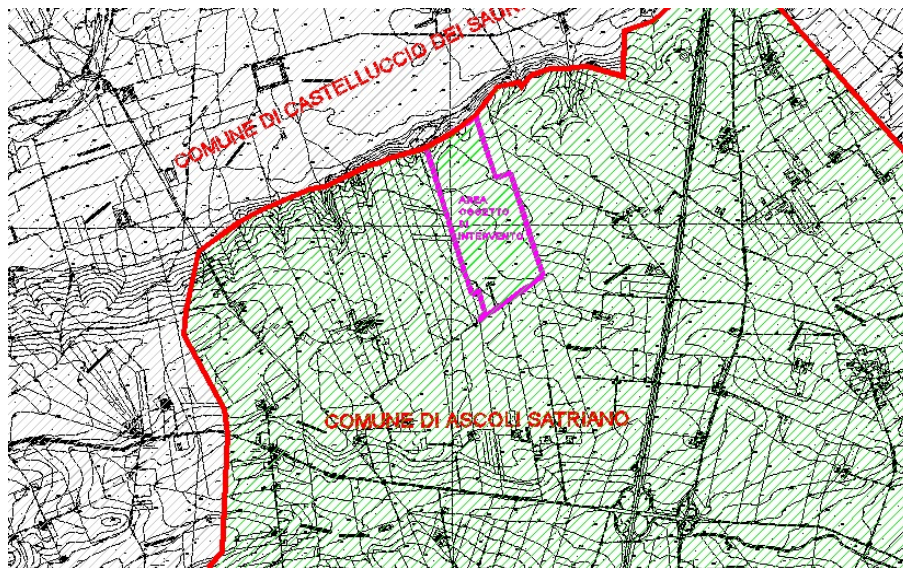 COMUNE DI CASTELLUCCIO DEI SAURI
AREA
OGGETTO
DI
INTERVENTO
COMUNE DI ASCOLI SATRIANO